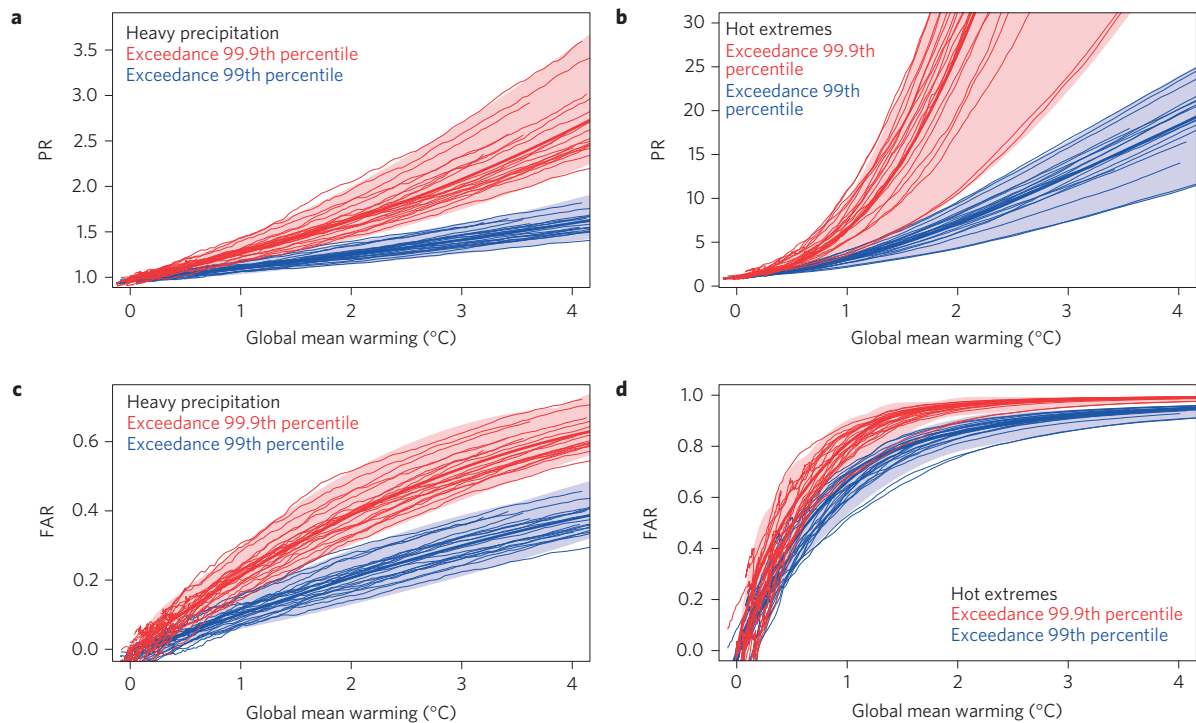 a
Heavy precipitation
Exceedance 99.9th percentile
Exceedance 99th percentile
3.5
3.0
2.5
2.0
1.5
1.0
PR
0 1 2 3 4
Global mean warming (°C)
b
Hot extremes
Exceedance 99.9th
percentile
Exceedance 99th
percentile
30
25
20
15
10
5
0
PR
0 1 2 3 4
Global mean warming (°C)
c
Heavy precipitation
Exceedance 99.9th percentile
Exceedance 99th percentile
0.6
0.4
0.2
0.0
FAR
0 1 2 3 4
Global mean warming (°C)
d
1.0
0.8
0.6
0.4
0.2
0.0
FAR
Hot extremes
Exceedance 99.9th percentile
Exceedance 99th percentile
0 1 2 3 4
Global mean warming (°C)